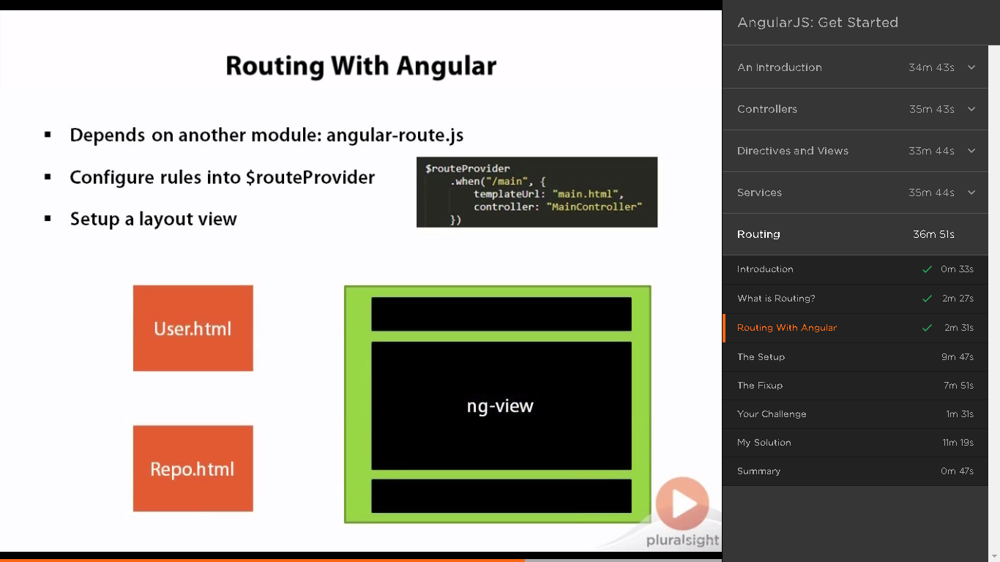 Routing With Angular
▪ Depends on another module: angular-route.js
▪ Configure rules into $routeProvider
▪ Setup a layout view
$routeProvider
.when("/main", {
templateUrl: "main.html",
controller: "MainController"
})
User.html
Repo.html
ng-view
pluralsight
AngularJS: Get Started
An Introduction 34m 43s
Controllers 35m 43s
Directives and Views 33m 44s
Services 35m 44s
Routing 36m 51s
Introduction 0m 33s
What is Routing? 2m 27s
Routing With Angular 2m 31s
The Setup 9m 47s
The Fixup 7m 51s
Your Challenge 1m 31s
My Solution 11m 19s
Summary 0m 47s